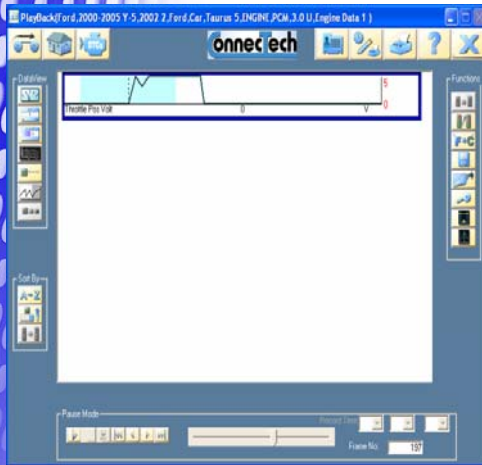 PlayBack(Ford,2000-2005 Y-5,2002 2,Ford,Car,Taurus 5,ENGINE,PCM,3.0 U,Engine Data 1 )
DTCs
ConnecTech
DataView
Functions
5
0
Throttle Pos Volt 0 V
F=C
Sort By
A-Z
Pause Mode
Frame No: 157